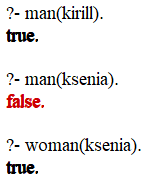 ?- man(kirill).
true.
?- man(ksenia).
false.
?- woman(ksenia).
true.